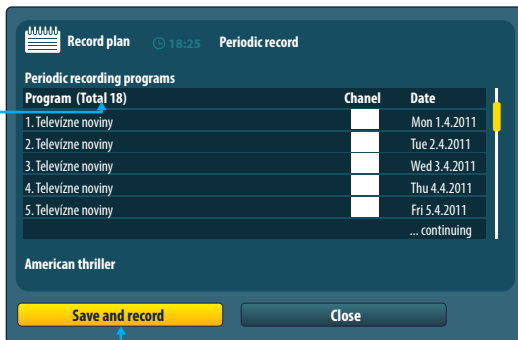 Record plan 18:25 Periodic record
Periodic recording programs
Program (Total 18) Chanel Date
1. Televízne noviny Mon 1.4.2011
2. Televízne noviny Tue 2.4.2011
3. Televízne noviny Wed 3.4.2011
4. Televízne noviny Thu 4.4.2011
5. Televízne noviny Fri 5.4.2011
... continuing
American thriller
Save and record Close